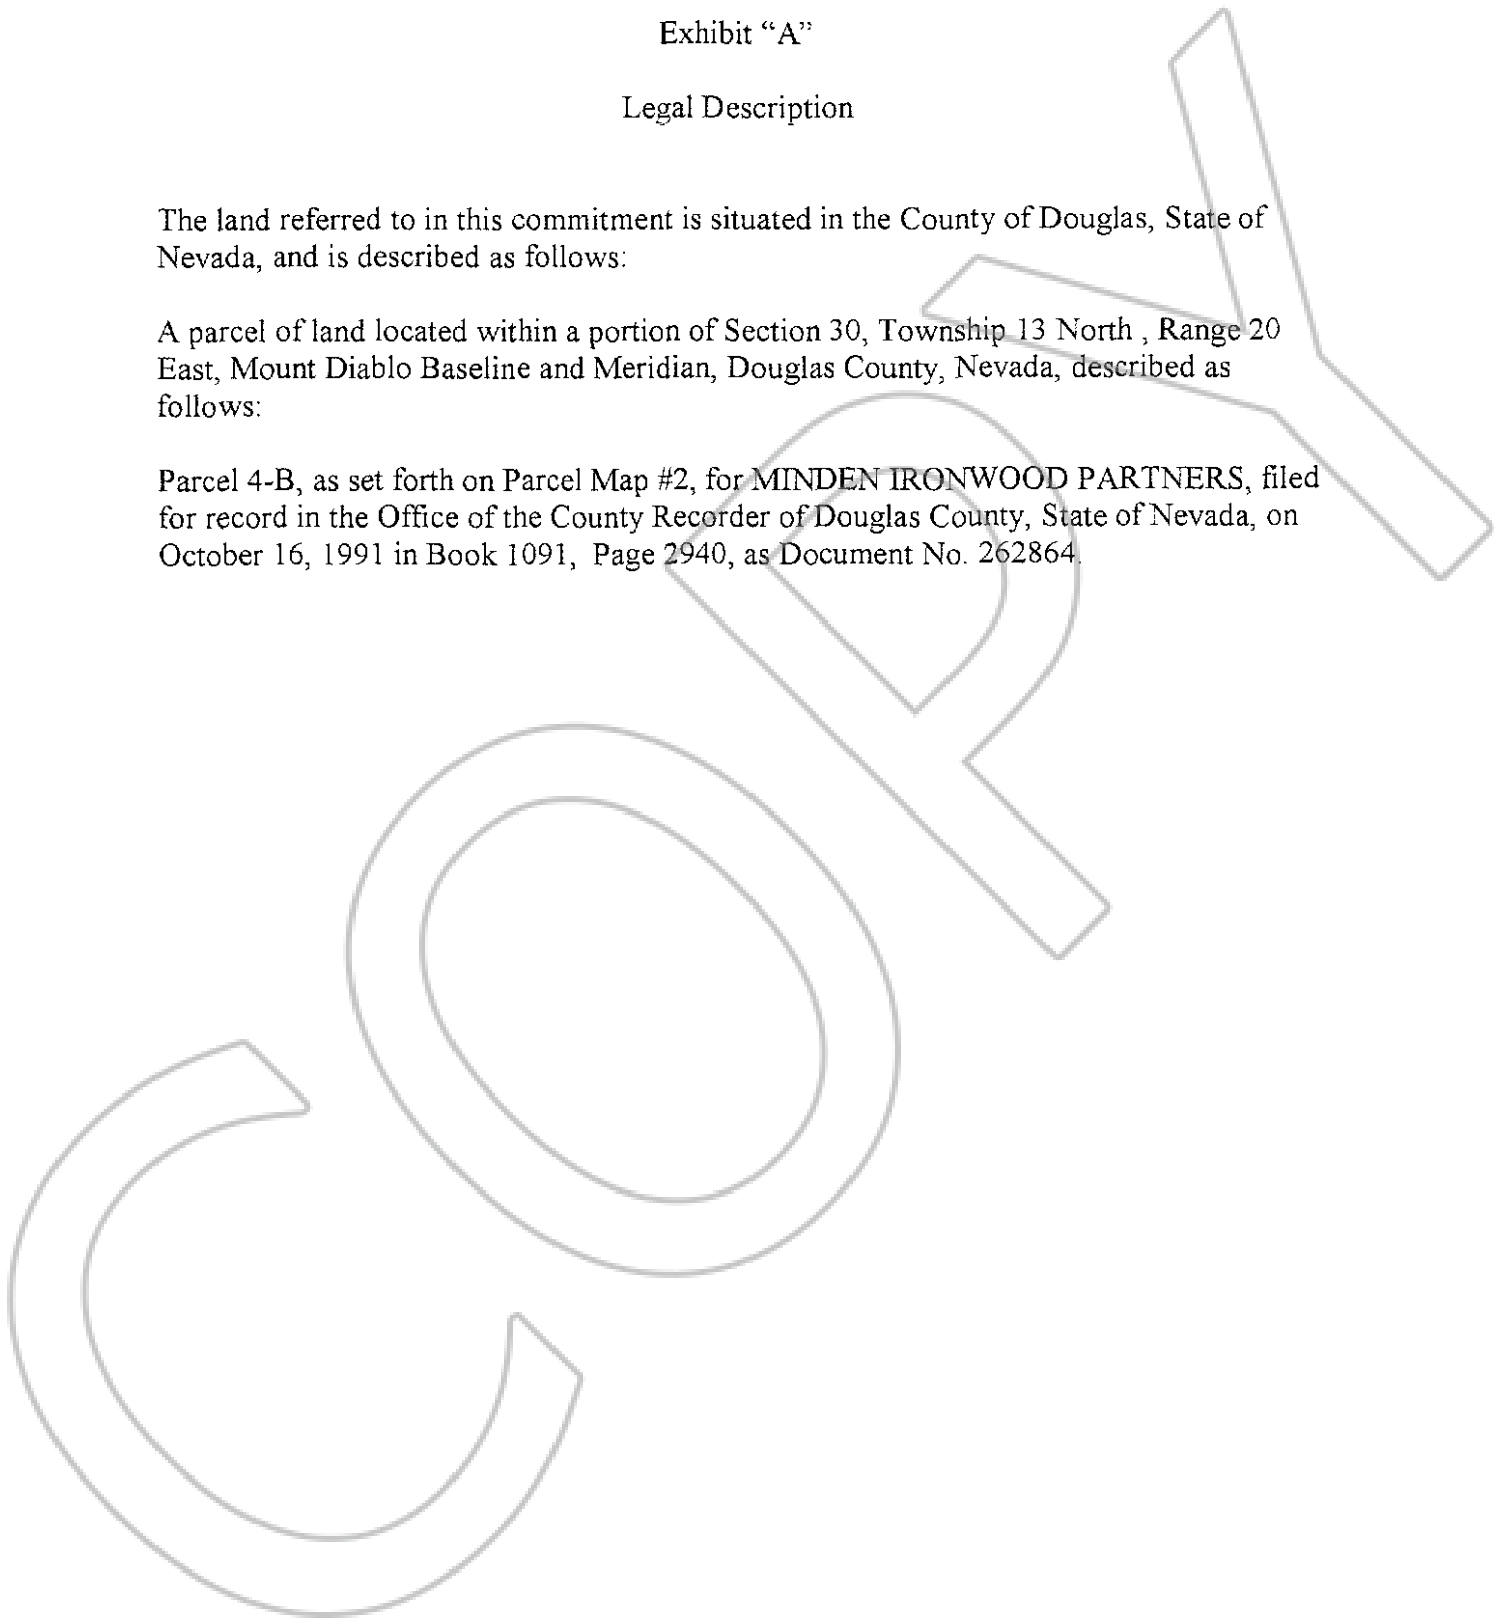 Exhibit “A”
Legal Description
The land referred to in this commitment is situated in the County of Douglas, State of
Nevada, and is described as follows:
A parcel of land located within a portion of Section 30, Township 13 North , Range 20
East, Mount Diablo Baseline and Meridian, Douglas County, Nevada, described as
follows:
Parcel 4-B, as set forth on Parcel Map #2, for MINDEN IRONWOOD PARTNERS, filed
for record in the Office of the County Recorder of Douglas County, State of Nevada, on
October 16, 1991 in Book 1091, Page 2940, as Document No. 262864.
COPY